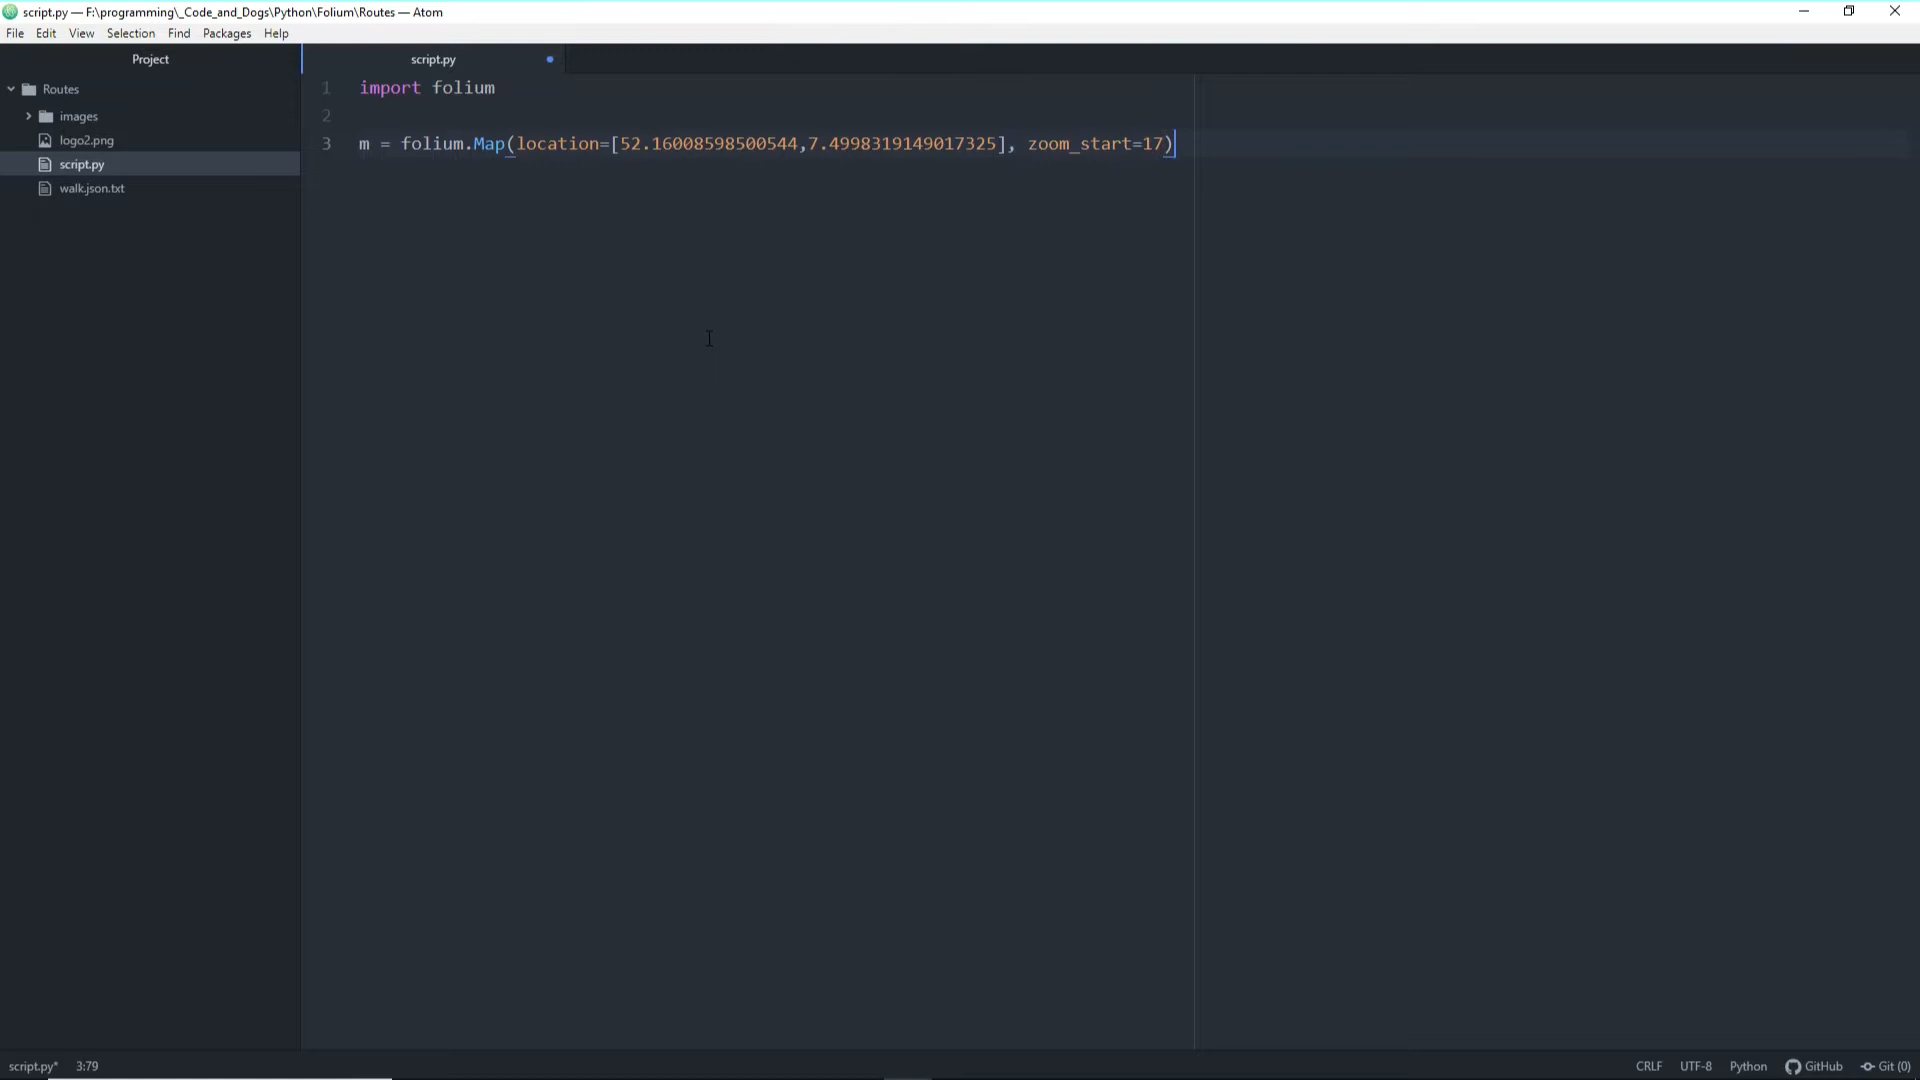 script.py — F:\programming\_Code_and_Dogs\Python\Folium\Routes — Atom
File Edit View Selection Find Packages Help
Project
script.py
Routes
images
logo2.png
script.py
walk.json.txt
1 import folium
2
3 m = folium.Map(location=[52.16008598500544,7.4998319149017325], zoom_start=17)
script.py* 3:79 CRLF UTF-8 Python GitHub Git (0)